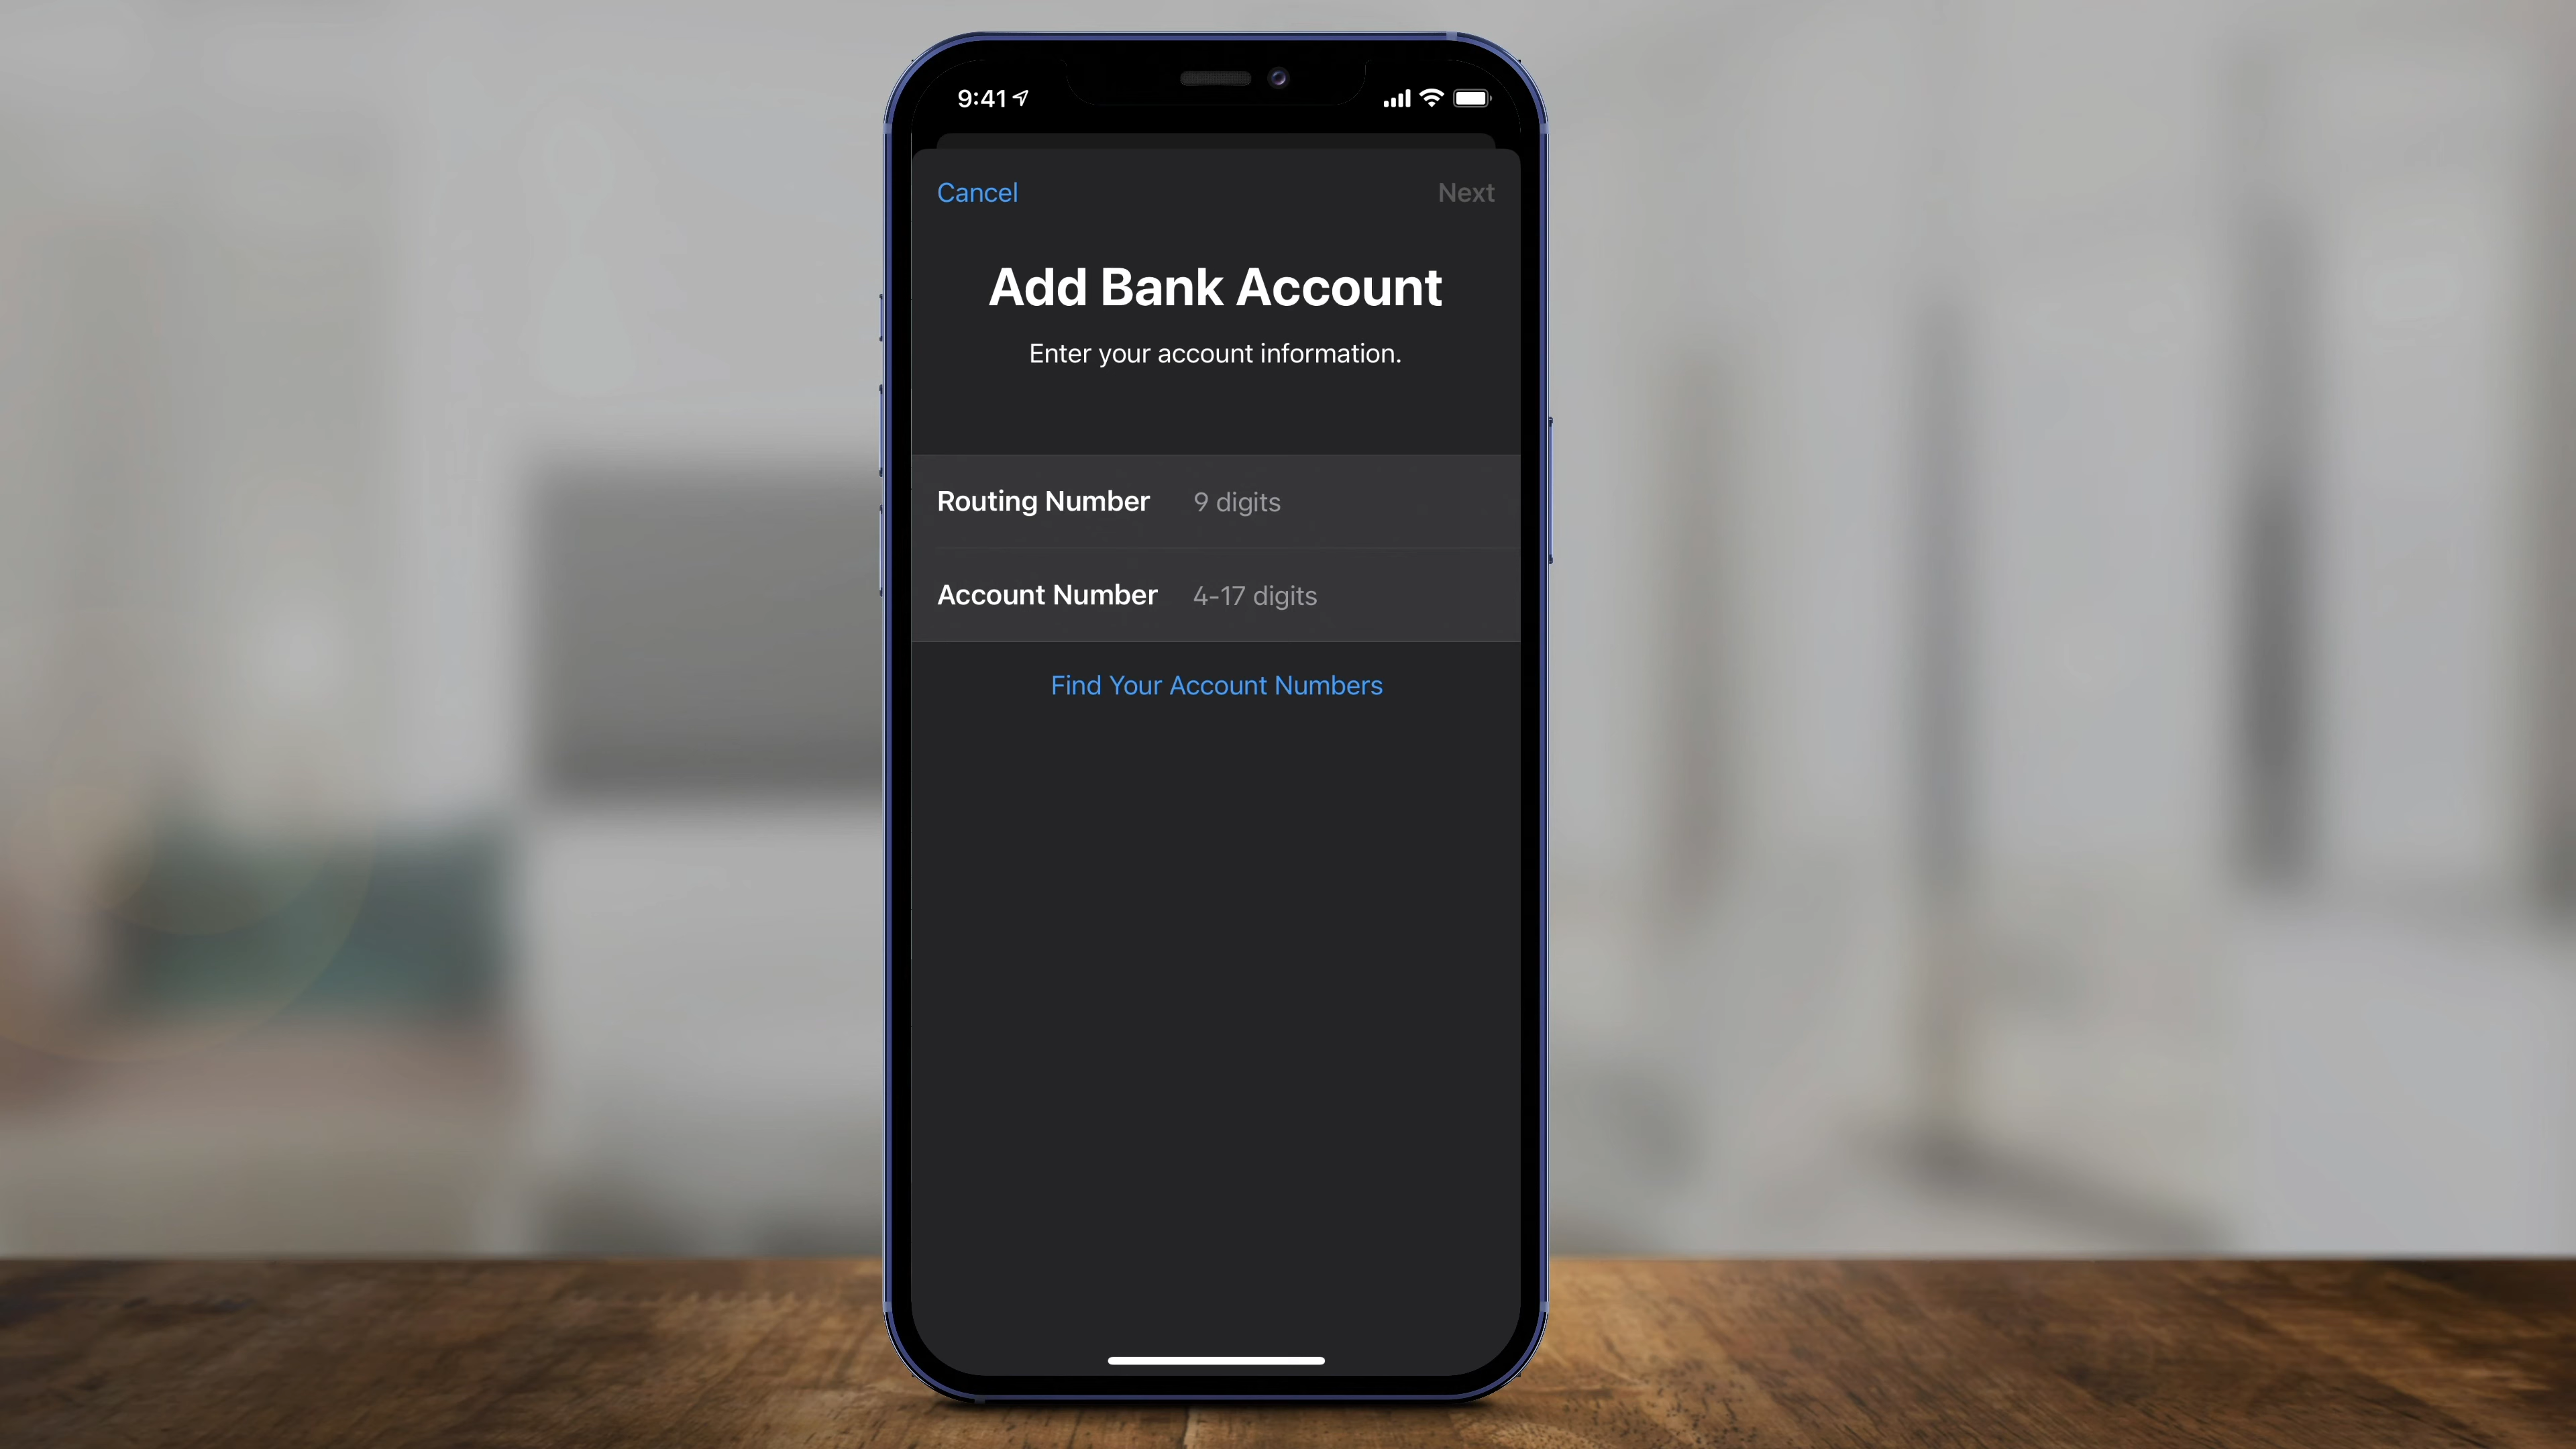 9:41
Cancel
Next
Add Bank Account
Enter your account information.
Routing Number 9 digits
Account Number 4-17 digits
Find Your Account Numbers